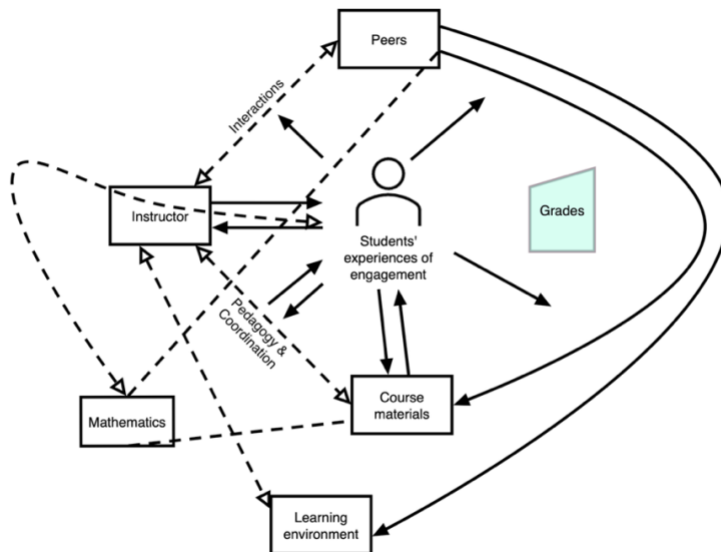 Peers
Interactions
Instructor
Grades
Students'
experiences of
engagement
Pedagogy &
Coordination
Course
materials
Mathematics
Learning
environment